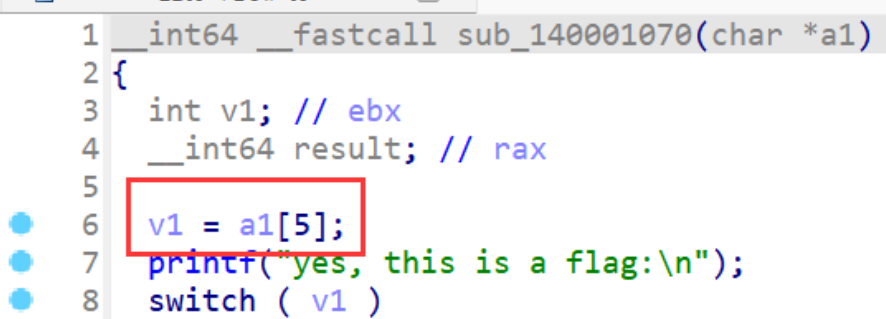 1 __int64 __fastcall sub_140001070(char *a1)
2 {
3 int v1; // ebx
4 __int64 result; // rax
5
6 v1 = a1[5];
7 printf("yes, this is a flag:\n");
8 switch ( v1 )